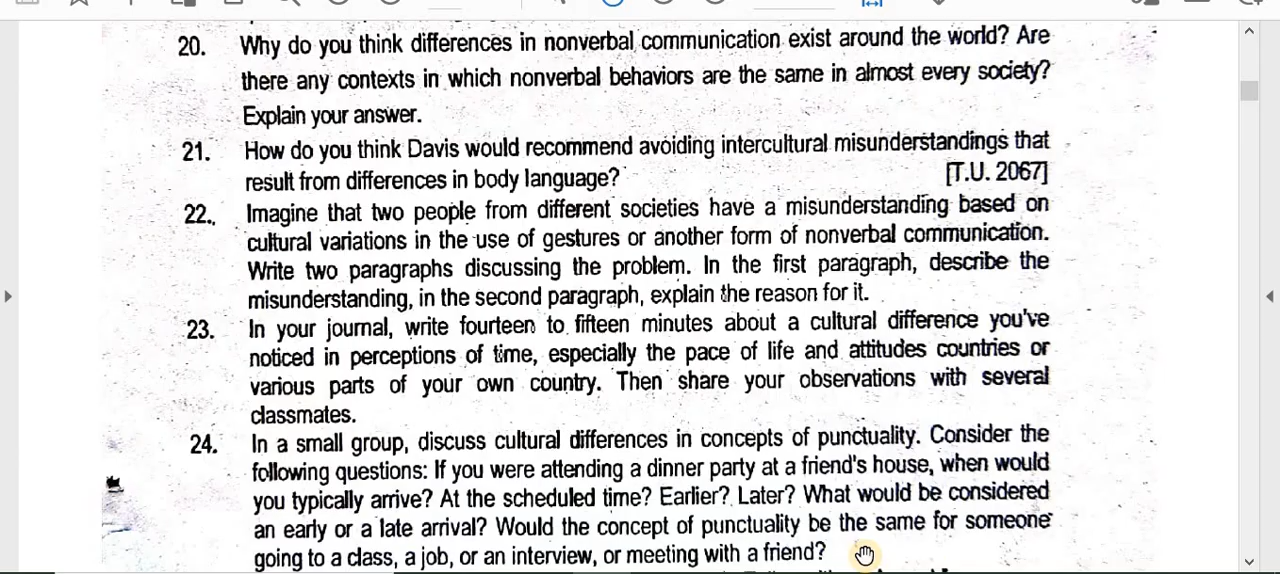 20. Why do you think differences in nonverbal communication exist around the world? Are
there any contexts in which nonverbal behaviors are the same in almost every society?
Explain your answer.
21. How do you think Davis would recommend avoiding intercultural misunderstandings that
result from differences in body language? [T.U. 2067]
22. Imagine that two people from different societies have a misunderstanding based on
cultural variations in the use of gestures or another form of nonverbal communication.
Write two paragraphs discussing the problem. In the first paragraph, describe the
misunderstanding, in the second paragraph, explain the reason for it.
23. In your journal, write fourteen to fifteen minutes about a cultural difference you've
noticed in perceptions of time, especially the pace of life and attitudes countries or
various parts of your own country. Then share your observations with several
classmates.
24. In a small group, discuss cultural differences in concepts of punctuality. Consider the
following questions: If you were attending a dinner party at a friend's house, when would
you typically arrive? At the scheduled time? Earlier? Later? What would be considered
an early or a late arrival? Would the concept of punctuality be the same for someone
going to a class, a job, or an interview, or meeting with a friend?